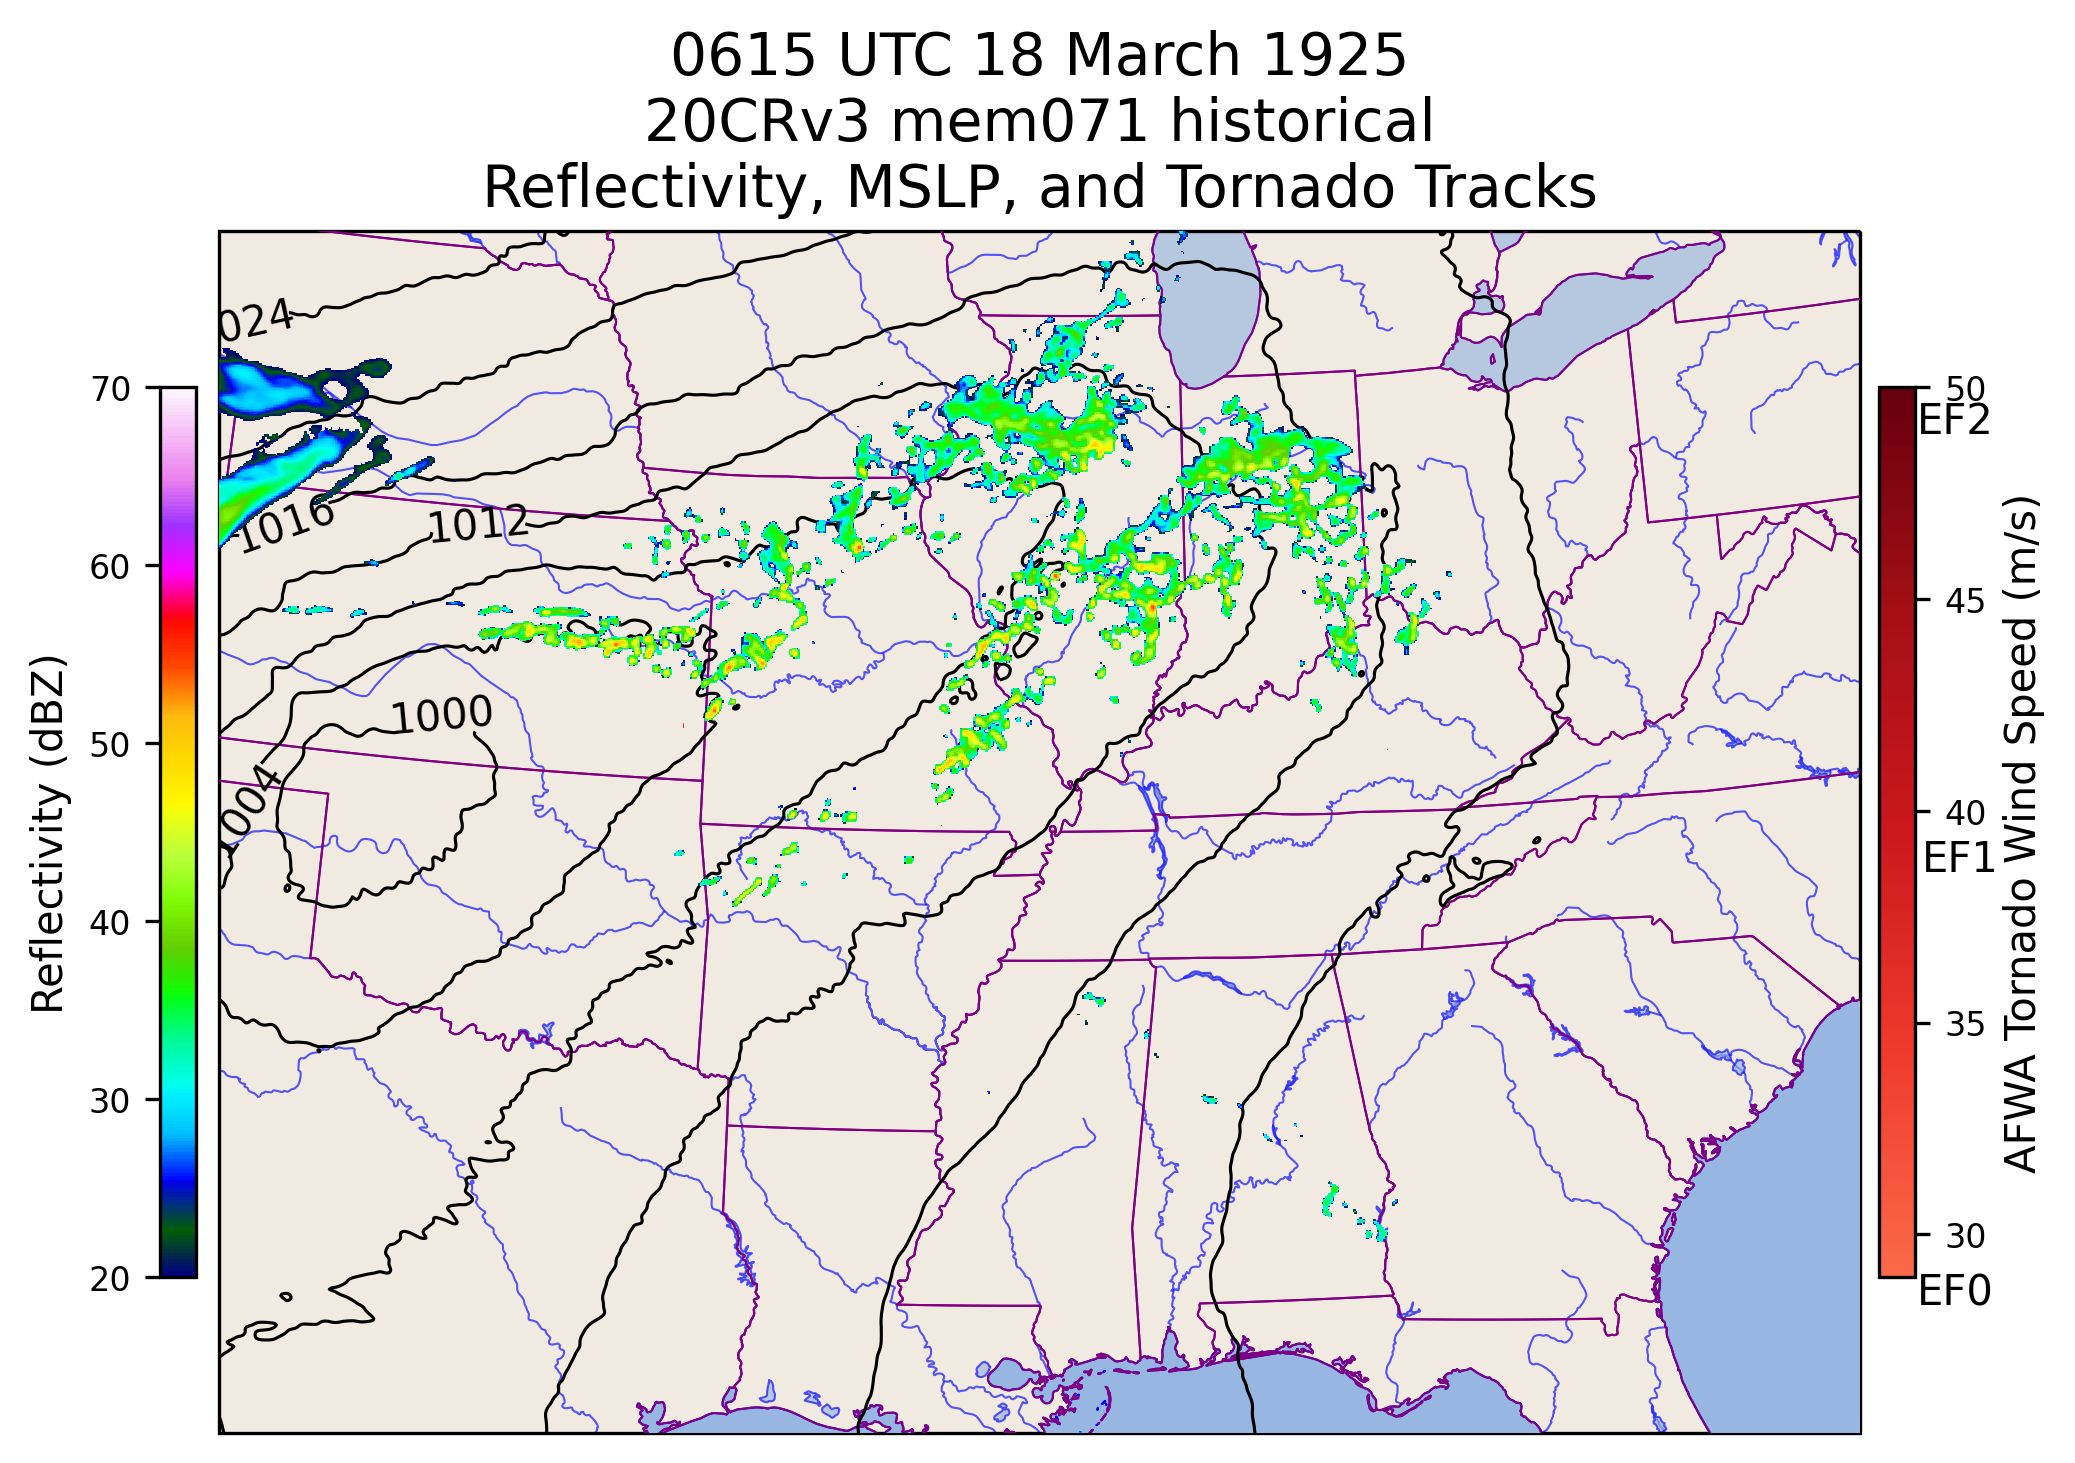 0615 UTC 18 March 1925
20CRv3 mem071 historical
Reflectivity, MSLP, and Tornado Tracks
024
1016
1012
1000
1004
70
60
50
40
30
20
Reflectivity (dBZ)
50
EF2
45
40
EF1
35
30
EF0
AFWA Tornado Wind Speed (m/s)